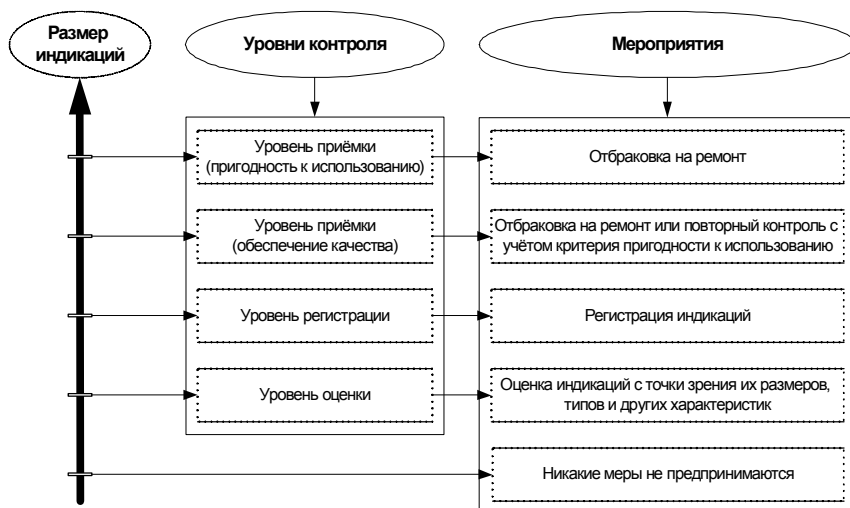 Размер
индикаций
Уровни контроля
Мероприятия
Уровень приёмки
(пригодность к использованию)
Отбраковка на ремонт
Уровень приёмки
(обеспечение качества)
Отбраковка на ремонт или повторный контроль с
учётом критерия пригодности к использованию
Уровень регистрации
Регистрация индикаций
Уровень оценки
Оценка индикаций с точки зрения их размеров,
типов и других характеристик
Никакие меры не предпринимаются